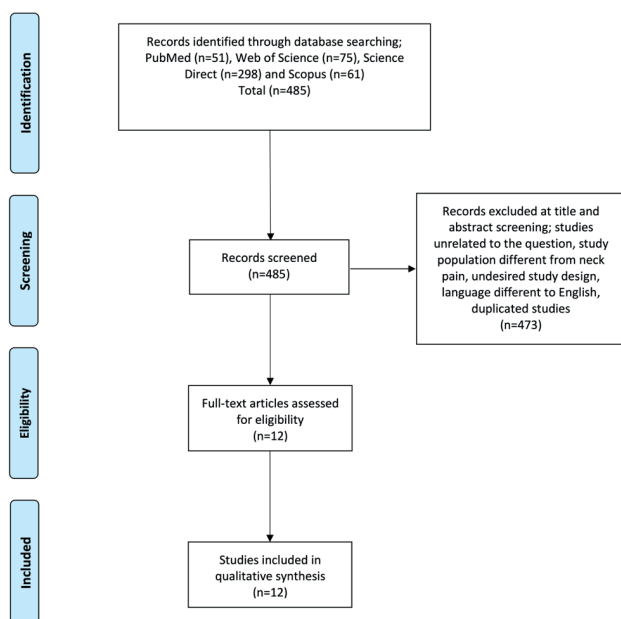 Identification
Records identified through database searching;
PubMed (n=51), Web of Science (n=75), Science
Direct (n=298) and Scopus (n=61)
Total (n=485)
Screening
Records screened
(n=485)
Records excluded at title and
abstract screening; studies
unrelated to the question, study
population different from neck
pain, undesired study design,
language different to English,
duplicated studies
(n=473)
Eligibility
Full-text articles assessed
for eligibility
(n=12)
Included
Studies included in
qualitative synthesis
(n=12)